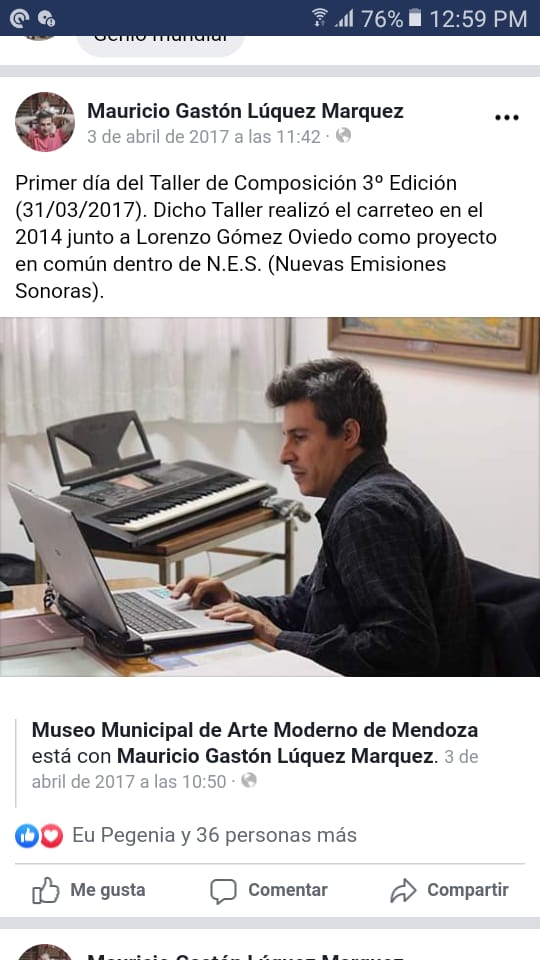 76% 12:59 PM
Genio mundial
Mauricio Gastón Lúquez Marquez
3 de abril de 2017 a las 11:42 ·
Primer día del Taller de Composición 3º Edición
(31/03/2017). Dicho Taller realizó el carreteo en el
2014 junto a Lorenzo Gómez Oviedo como proyecto
en común dentro de N.E.S. (Nuevas Emisiones
Sonoras).
Museo Municipal de Arte Moderno de Mendoza
está con Mauricio Gastón Lúquez Marquez. 3 de
abril de 2017 a las 10:50 ·
Eu Pegenia y 36 personas más
Me gusta Comentar Compartir
Mauricio Gastón Lúquez Marquez